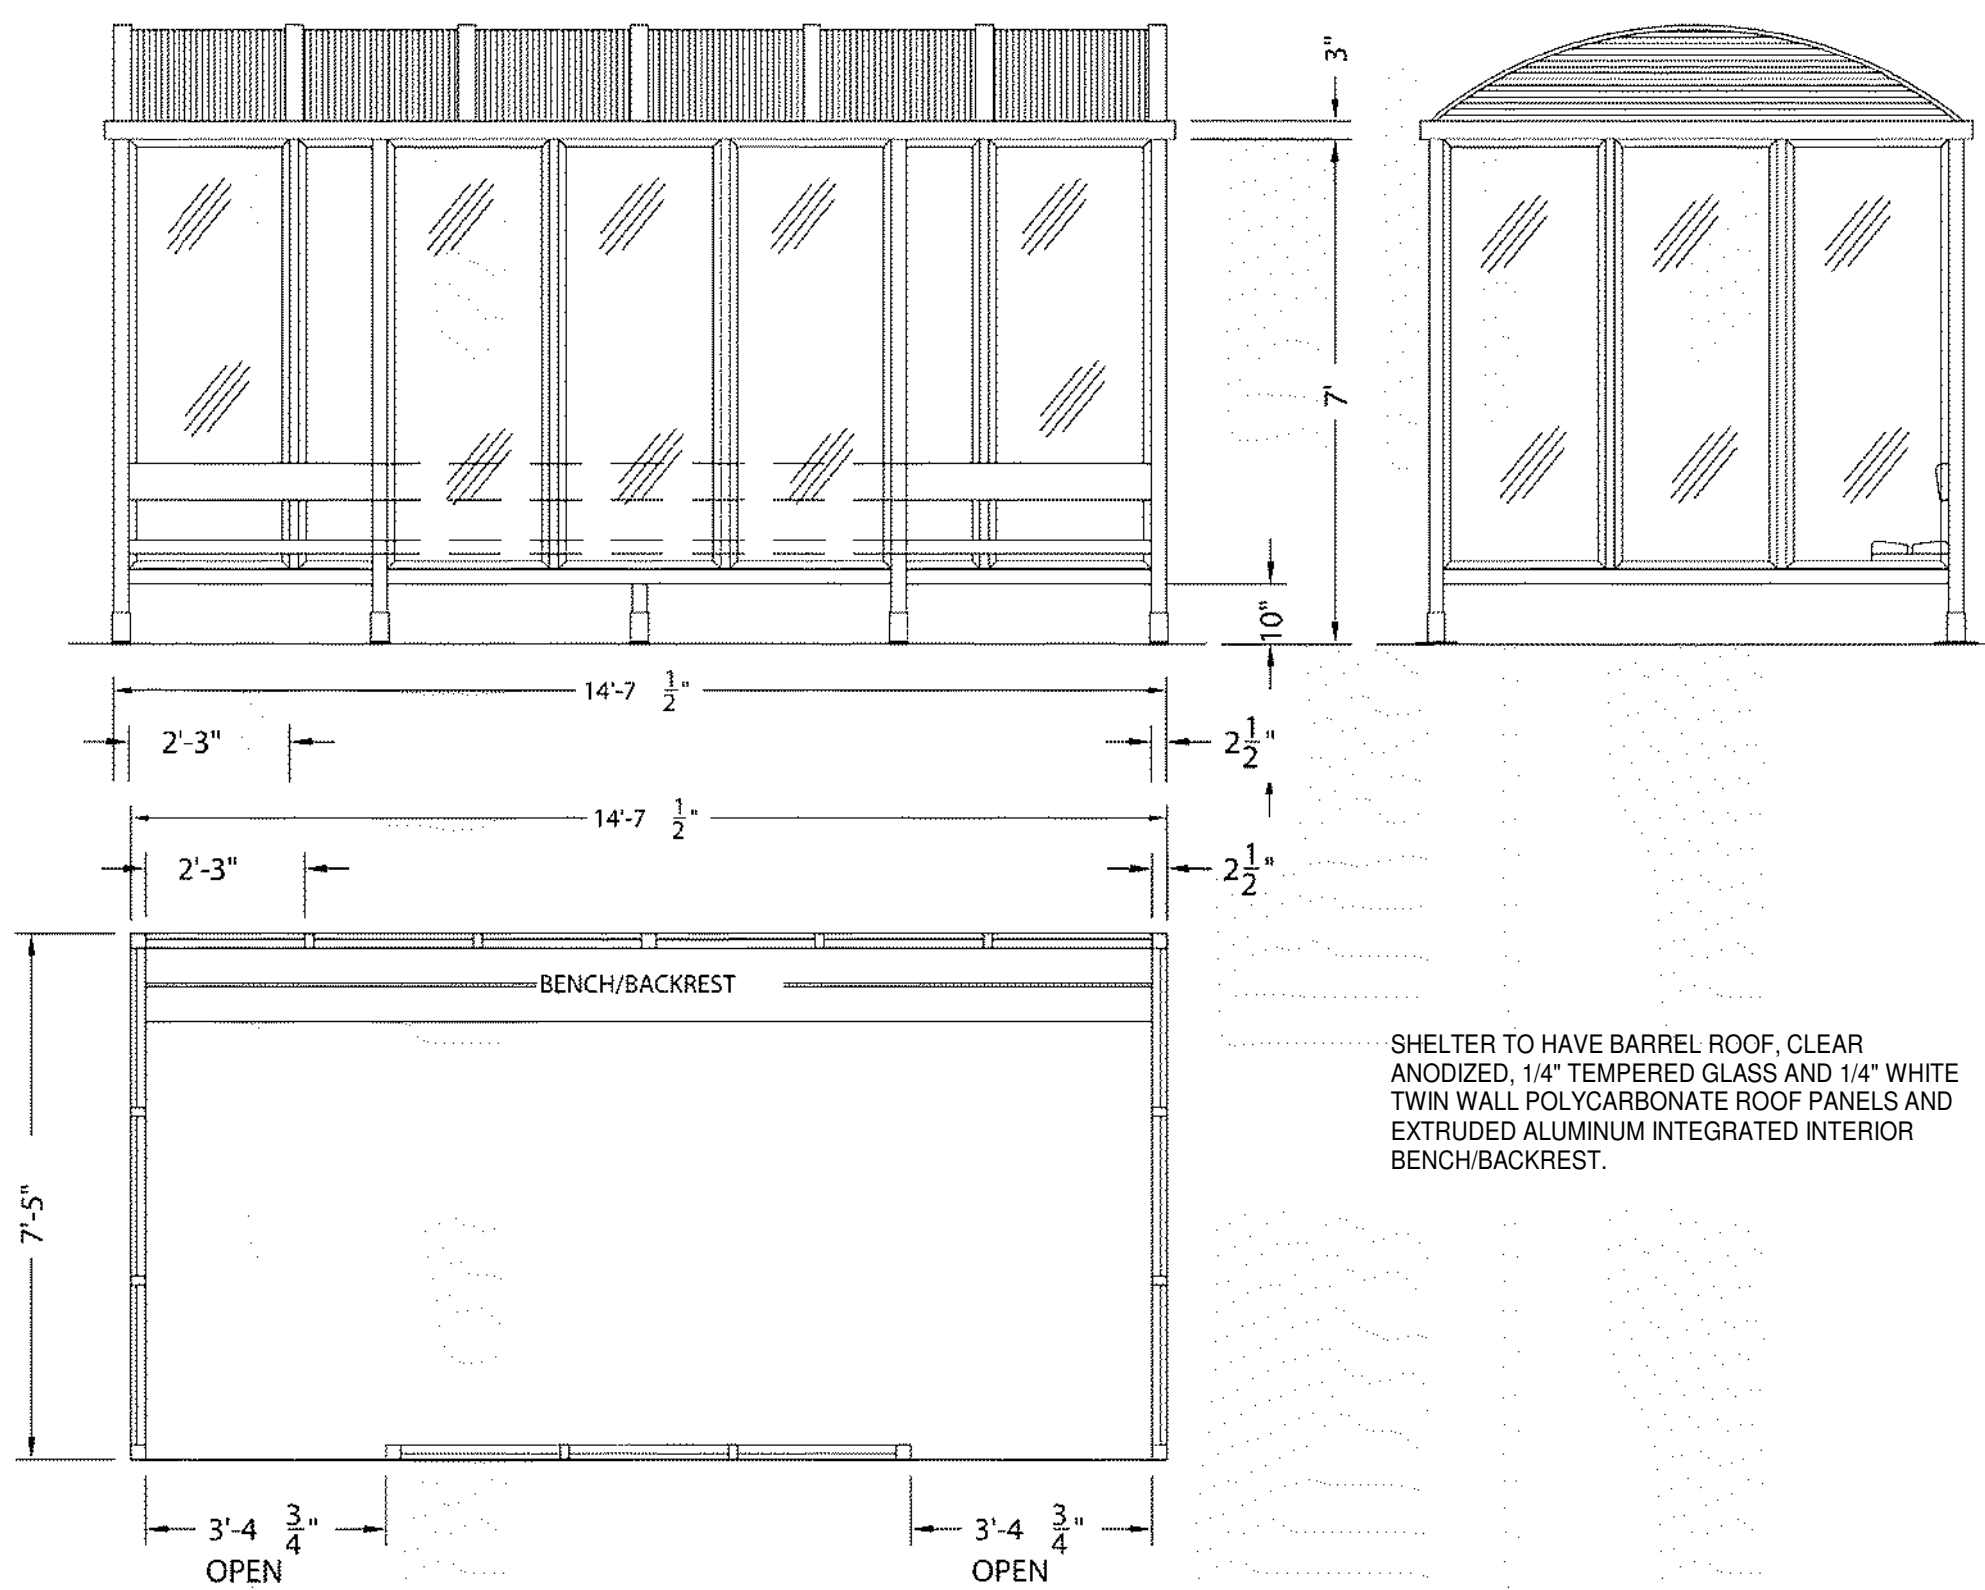 3"
7'
10"
14'-7 1/2"
2'-3"
2 1/2"
14'-7 1/2"
2'-3"
2 1/2"
BENCH/BACKREST
7'-5"
SHELTER TO HAVE BARREL ROOF, CLEAR
ANODIZED, 1/4" TEMPERED GLASS AND 1/4" WHITE
TWIN WALL POLYCARBONATE ROOF PANELS AND
EXTRUDED ALUMINUM INTEGRATED INTERIOR
BENCH/BACKREST.
3'-4 3/4"
OPEN
3'-4 3/4"
OPEN